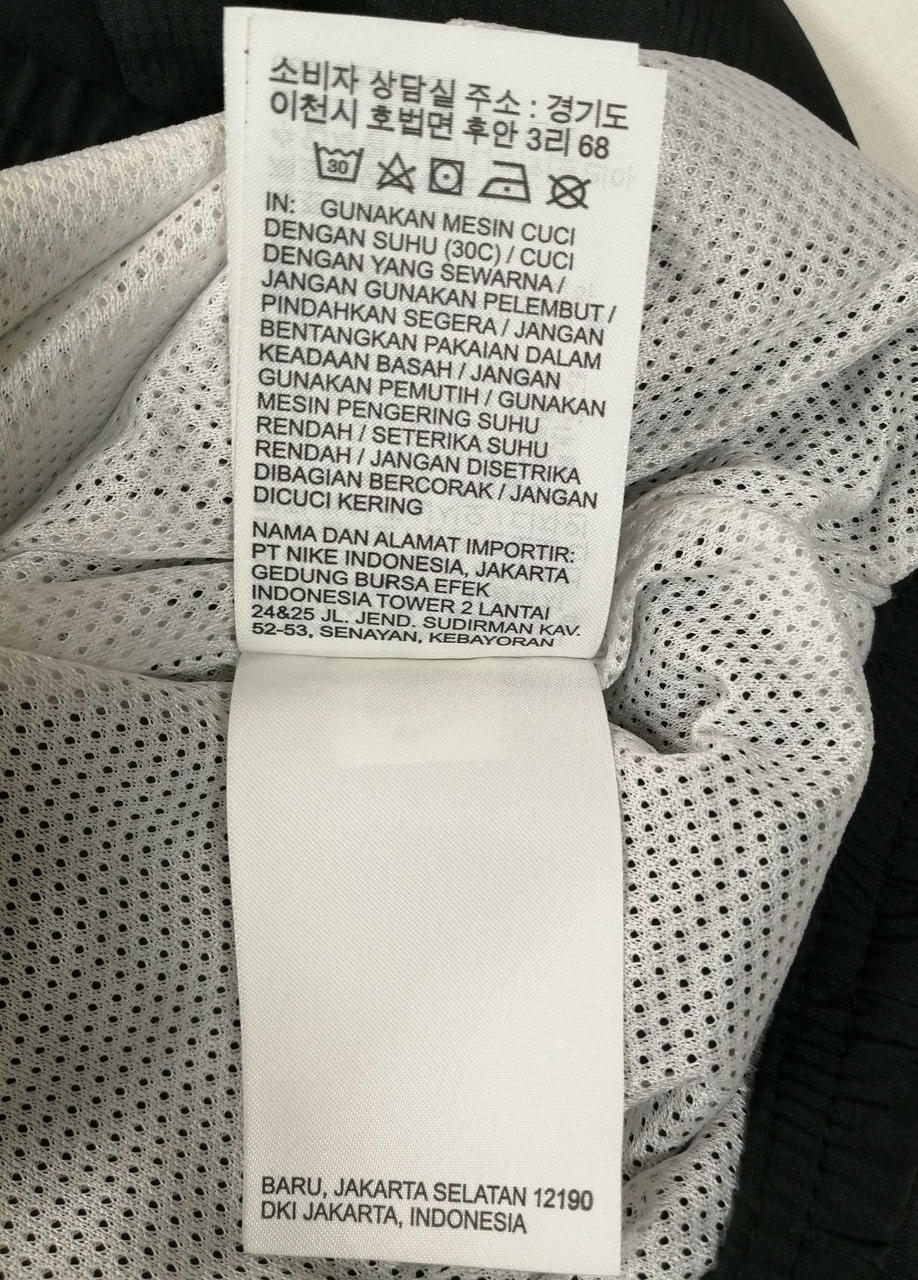 소비자 상담실 주소 : 경기도
이천시 호법면 후안 3리 68
30
IN: GUNAKAN MESIN CUCI
DENGAN SUHU (30C) / CUCI
DENGAN YANG SEWARNA /
JANGAN GUNAKAN PELEMBUT /
PINDAHKAN SEGERA / JANGAN
BENTANGKAN PAKAIAN DALAM
KEADAAN BASAH / JANGAN
GUNAKAN PEMUTIH / GUNAKAN
MESIN PENGERING SUHU
RENDAH / SETERIKA SUHU
RENDAH / JANGAN DISETRIKA
DIBAGIAN BERCORAK / JANGAN
DICUCI KERING
NAMA DAN ALAMAT IMPORTIR:
PT NIKE INDONESIA, JAKARTA
GEDUNG BURSA EFEK
INDONESIA TOWER 2 LANTAI
24&25 JL. JEND. SUDIRMAN KAV.
52-53, SENAYAN, KEBAYORAN
BARU, JAKARTA SELATAN 12190
DKI JAKARTA, INDONESIA